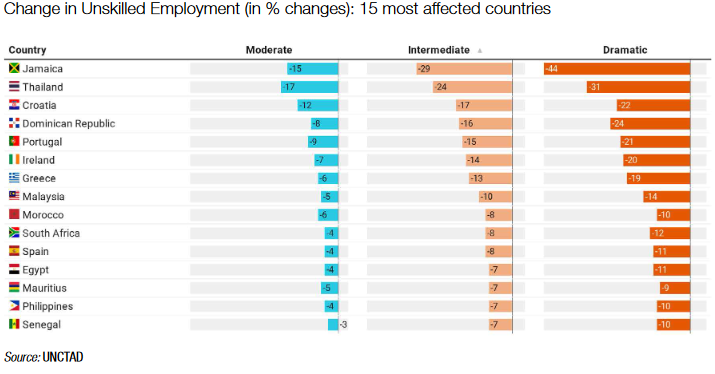 Change in Unskilled Employment (in % changes): 15 most affected countries
Country Moderate Intermediate Dramatic
Jamaica -15 -29 -44
Thailand -17 -24 -31
Croatia -12 -17 -22
Dominican Republic -8 -16 -24
Portugal -9 -15 -21
Ireland -7 -14 -20
Greece -6 -13 -19
Malaysia -5 -10 -14
Morocco -6 -8 -10
South Africa -4 -8 -12
Spain -4 -8 -11
Egypt -4 -7 -11
Mauritius -5 -7 -9
Philippines -4 -7 -10
Senegal -3 -7 -10
Source: UNCTAD